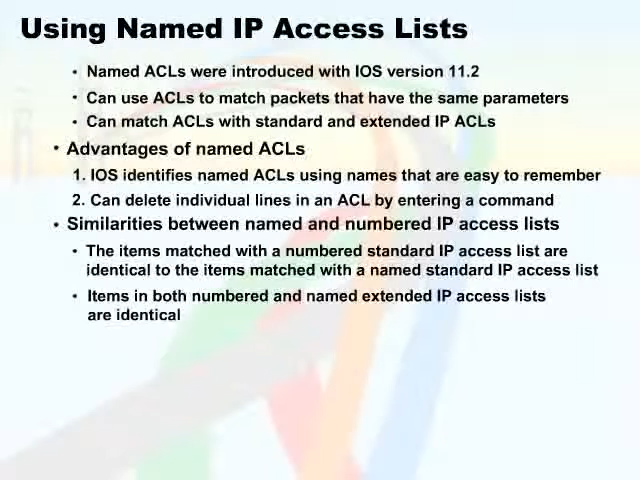 Using Named IP Access Lists
• Named ACLs were introduced with IOS version 11.2
• Can use ACLs to match packets that have the same parameters
• Can match ACLs with standard and extended IP ACLs
• Advantages of named ACLs
1. IOS identifies named ACLs using names that are easy to remember
2. Can delete individual lines in an ACL by entering a command
• Similarities between named and numbered IP access lists
• The items matched with a numbered standard IP access list are
identical to the items matched with a named standard IP access list
• Items in both numbered and named extended IP access lists
are identical